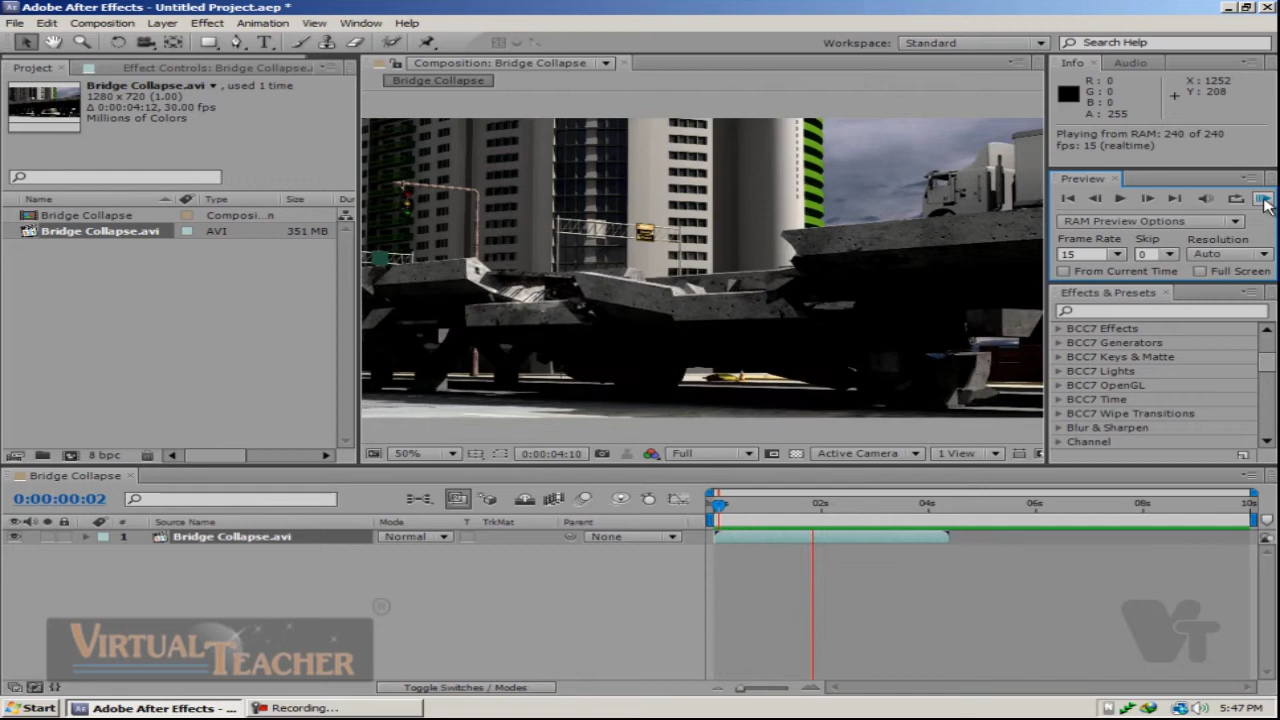 Adobe After Effects - Untitled Project.aep *
File Edit Composition Layer Effect Animation View Window Help
Workspace: Standard Search Help
Project Effect Controls: Bridge Collapse.
Bridge Collapse.avi , used 1 time
1280 x 720 (1.00)
Δ 0:00:04:12, 30.00 fps
Millions of Colors
Name Type Size Dur
Bridge Collapse Composi...n
Bridge Collapse.avi AVI 351 MB
8 bpc
Composition: Bridge Collapse
Bridge Collapse
50% 0:00:04:10 Full Active Camera 1 View
Info Audio
R : 0
G : 0
B : 0
A : 255
X : 1252
Y : 208
Playing from RAM: 240 of 240
fps: 15 (realtime)
Preview
RAM Preview Options
Frame Rate Skip Resolution
15 0 Auto
From Current Time Full Screen
Effects & Presets
BCC7 Effects
BCC7 Generators
BCC7 Keys & Matte
BCC7 Lights
BCC7 OpenGL
BCC7 Time
BCC7 Wipe Transitions
Blur & Sharpen
Channel
Bridge Collapse
0:00:00:02
02s 04s 06s 08s 10s
# Source Name Mode T TrkMat Parent
1 Bridge Collapse.avi Normal None
VIRTUAL TEACHER
®
VT
Toggle Switches / Modes
Start Adobe After Effects - ... Recording... 5:47 PM